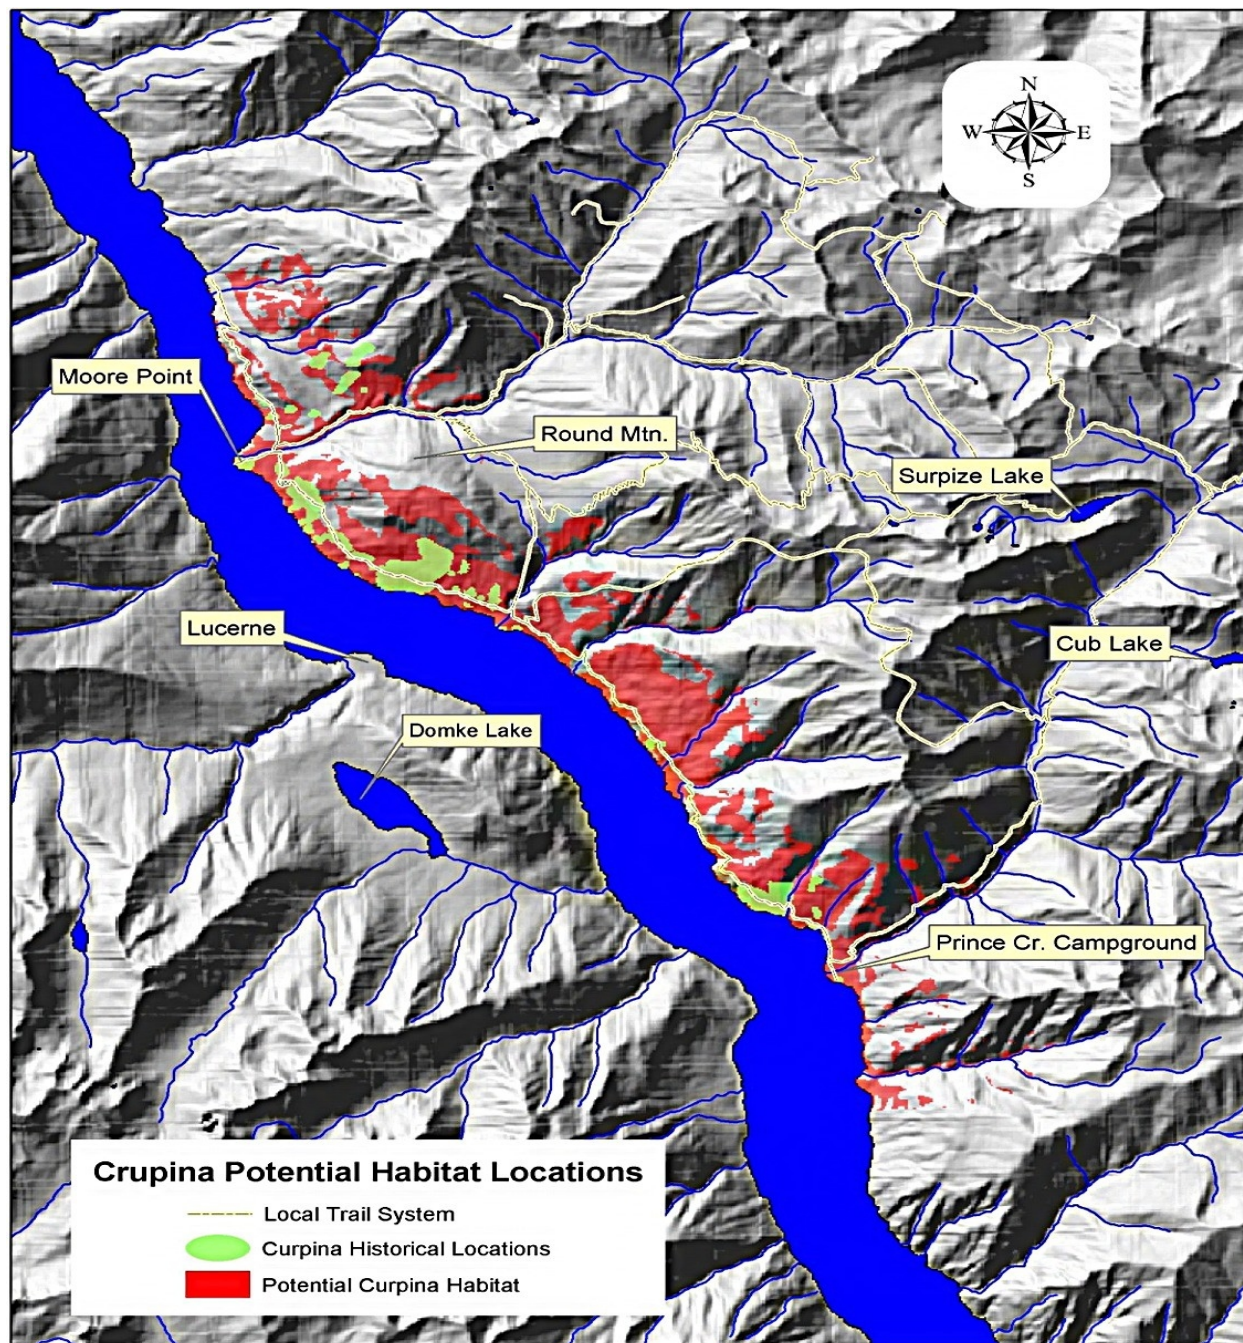 N
W E
S
Moore Point
Round Mtn.
Surpize Lake
Lucerne
Cub Lake
Domke Lake
Prince Cr. Campground
Crupina Potential Habitat Locations
Local Trail System
Curpina Historical Locations
Potential Curpina Habitat